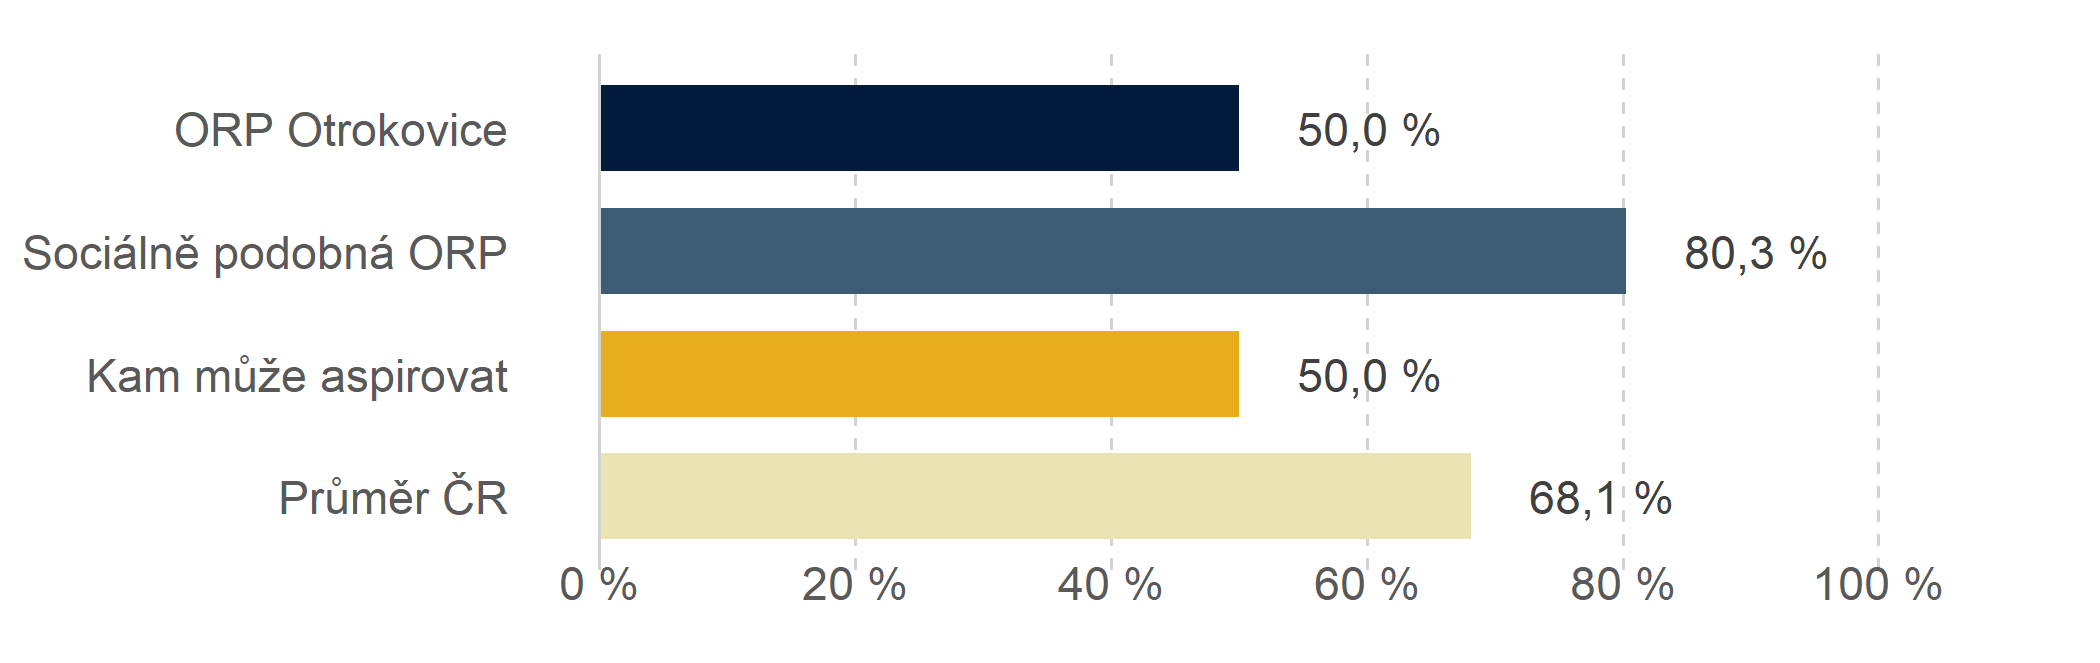 ORP Otrokovice
50,0 %
Sociálně podobná ORP
80,3 %
Kam může aspirovat
50,0 %
Průměr ČR
68,1 %
0 % 20 % 40 % 60 % 80 % 100 %